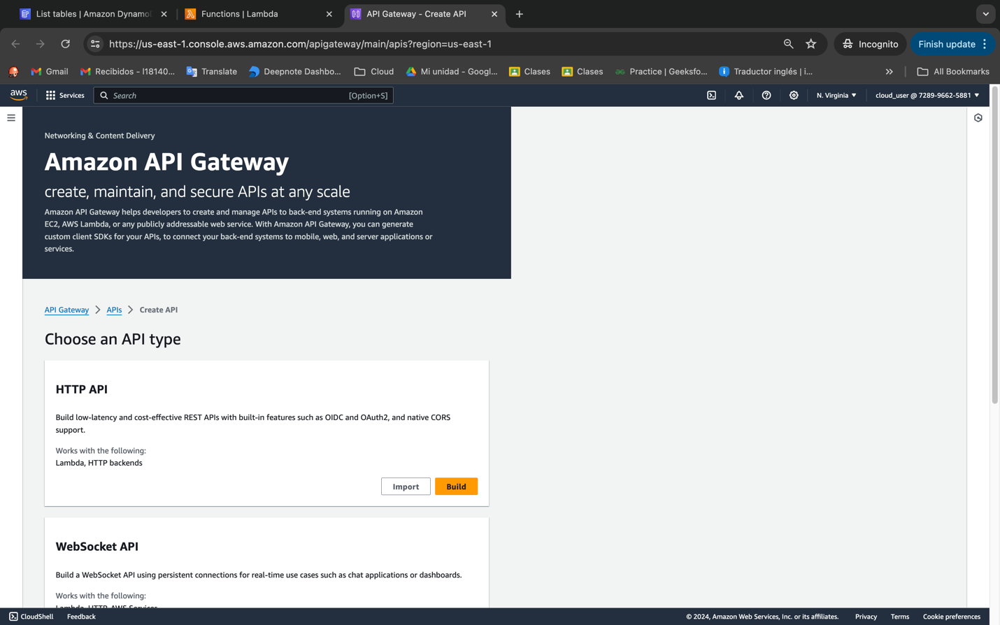 List tables | Amazon Dynamo
Functions | Lambda
API Gateway - Create API
https://us-east-1.console.aws.amazon.com/apigateway/main/apis?region=us-east-1
Incognito
Finish update
Gmail
Recibidos - l18140...
Translate
Deepnote Dashbo...
Cloud
Mi unidad - Googl...
Clases
Clases
Practice | Geeksfo...
Traductor inglés | i...
All Bookmarks
aws
Services
Search
[Option+S]
N. Virginia
cloud_user @ 7289-9662-5881
Networking & Content Delivery
Amazon API Gateway
create, maintain, and secure APIs at any scale
Amazon API Gateway helps developers to create and manage APIs to back-end systems running on Amazon
EC2, AWS Lambda, or any publicly addressable web service. With Amazon API Gateway, you can generate
custom client SDKs for your APIs, to connect your back-end systems to mobile, web, and server applications or
services.
API Gateway
APIs
Create API
Choose an API type
HTTP API
Build low-latency and cost-effective REST APIs with built-in features such as OIDC and OAuth2, and native CORS
support.
Works with the following:
Lambda, HTTP backends
Import
Build
WebSocket API
Build a WebSocket API using persistent connections for real-time use cases such as chat applications or dashboards.
Works with the following:
Lambda, HTTP, AWS Services
CloudShell
Feedback
© 2024, Amazon Web Services, Inc. or its affiliates.
Privacy
Terms
Cookie preferences